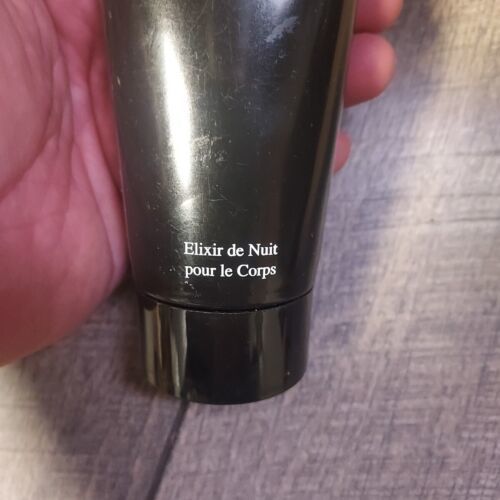 Elixir de Nuit
pour le Corps